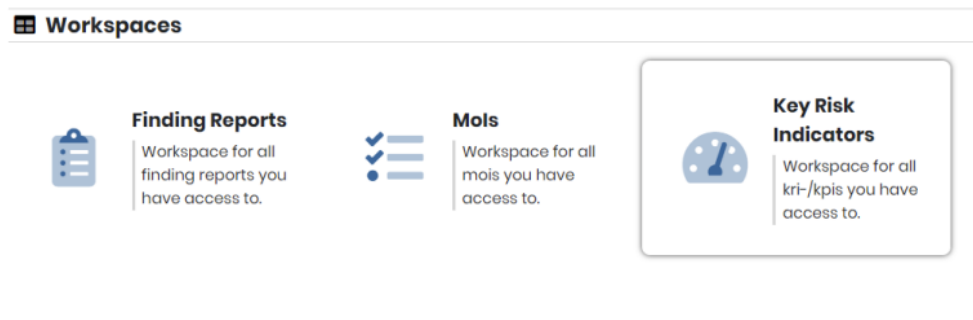 Workspaces
Finding Reports
Workspace for all
finding reports you
have access to.
MoIs
Workspace for all
mois you have
access to.
Key Risk
Indicators
Workspace for all
kri-/kpis you have
access to.